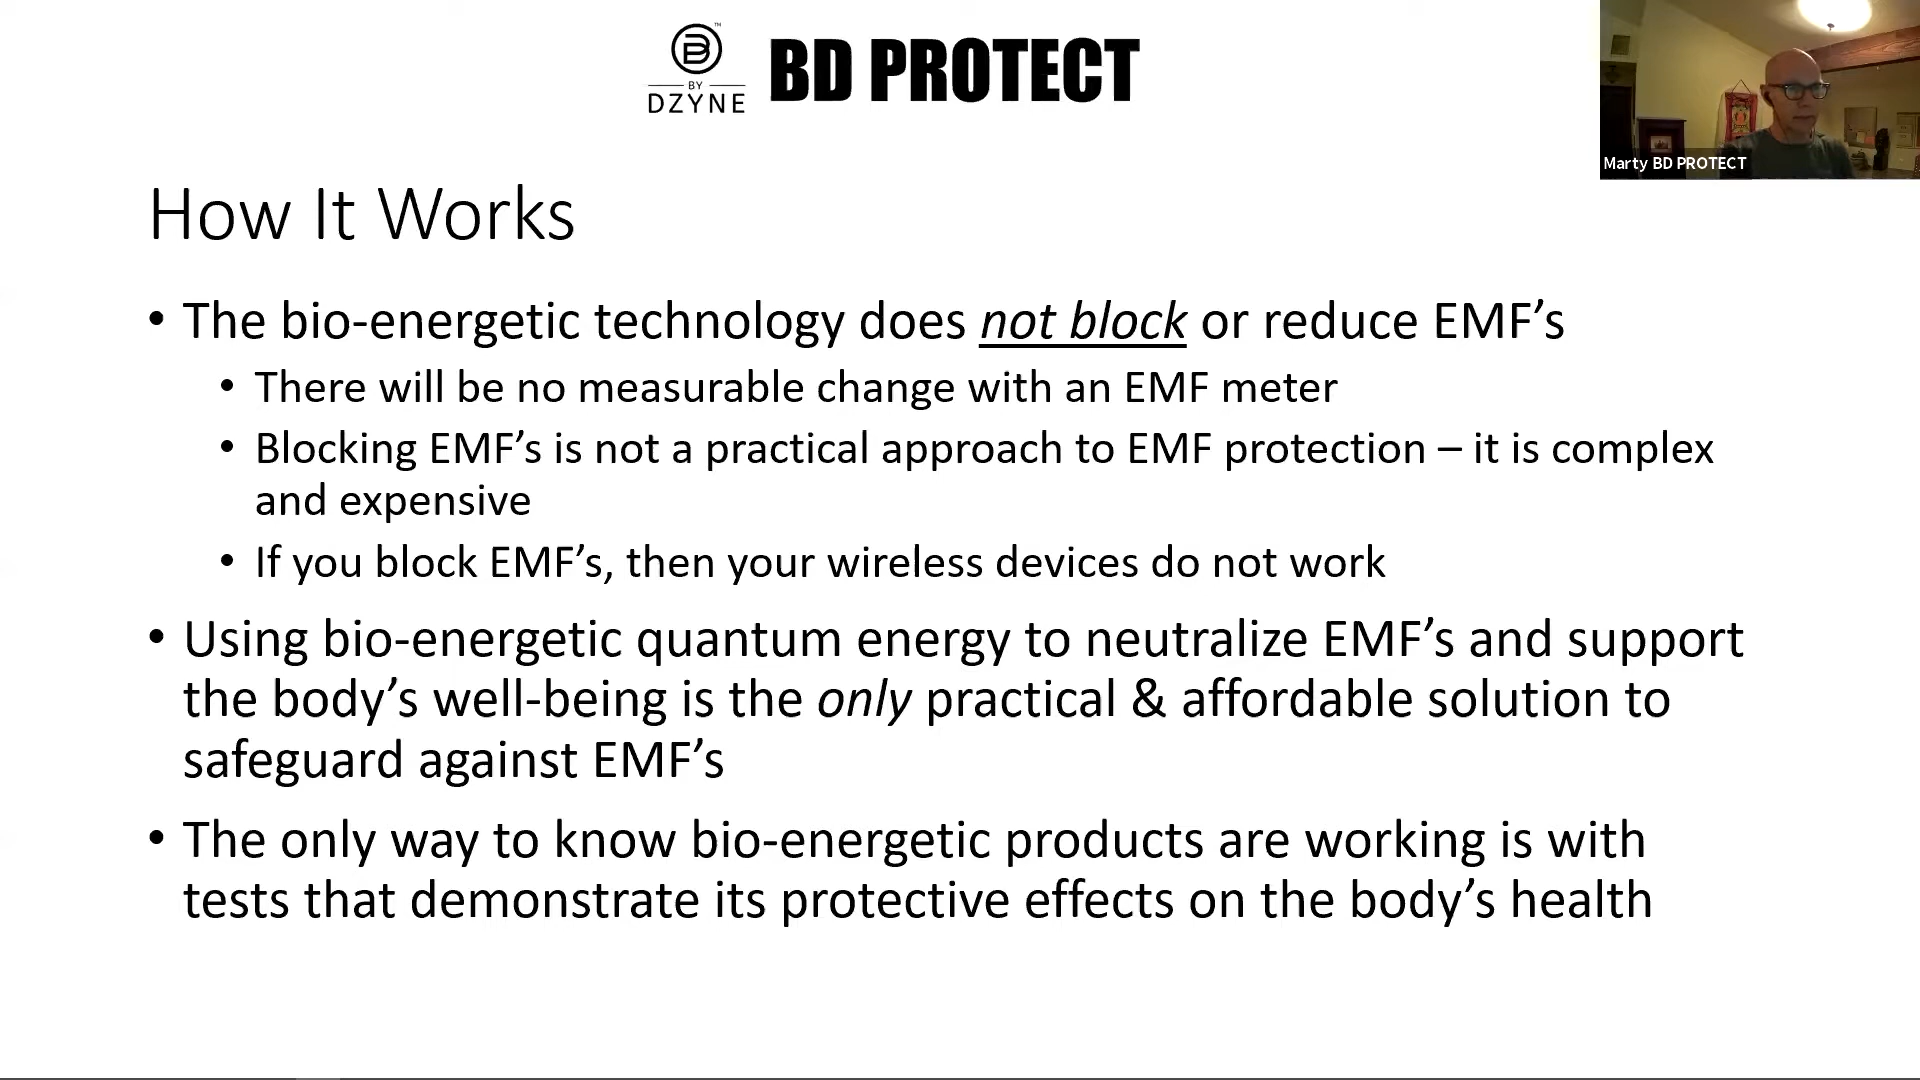 B
™
BY
DZYNE
BD PROTECT
Marty BD PROTECT
How It Works
• The bio-energetic technology does not block or reduce EMF’s
• There will be no measurable change with an EMF meter
• Blocking EMF’s is not a practical approach to EMF protection – it is complex
and expensive
• If you block EMF’s, then your wireless devices do not work
• Using bio-energetic quantum energy to neutralize EMF’s and support
the body’s well-being is the only practical & affordable solution to
safeguard against EMF’s
• The only way to know bio-energetic products are working is with
tests that demonstrate its protective effects on the body’s health